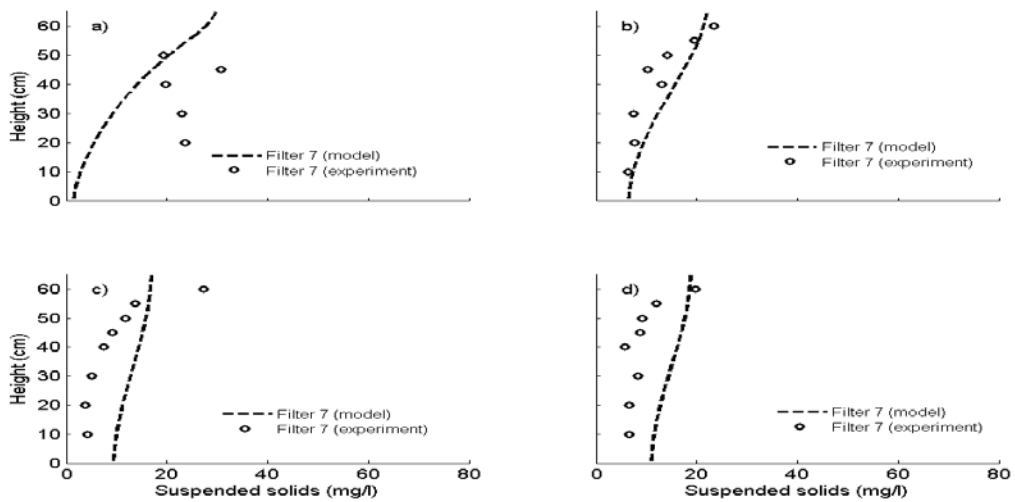 a)
60
50
40
30
20
10
0
Height (cm)
Filter 7 (model)
Filter 7 (experiment)
80
b)
60
50
40
30
20
10
0
Filter 7 (model)
Filter 7 (experiment)
80
c)
60
50
40
30
20
10
0
Height (cm)
Filter 7 (model)
Filter 7 (experiment)
0 20 40 60 80
Suspended solids (mg/l)
d)
60
50
40
30
20
10
0
Filter 7 (model)
Filter 7 (experiment)
0 20 40 60 80
Suspended solids (mg/l)